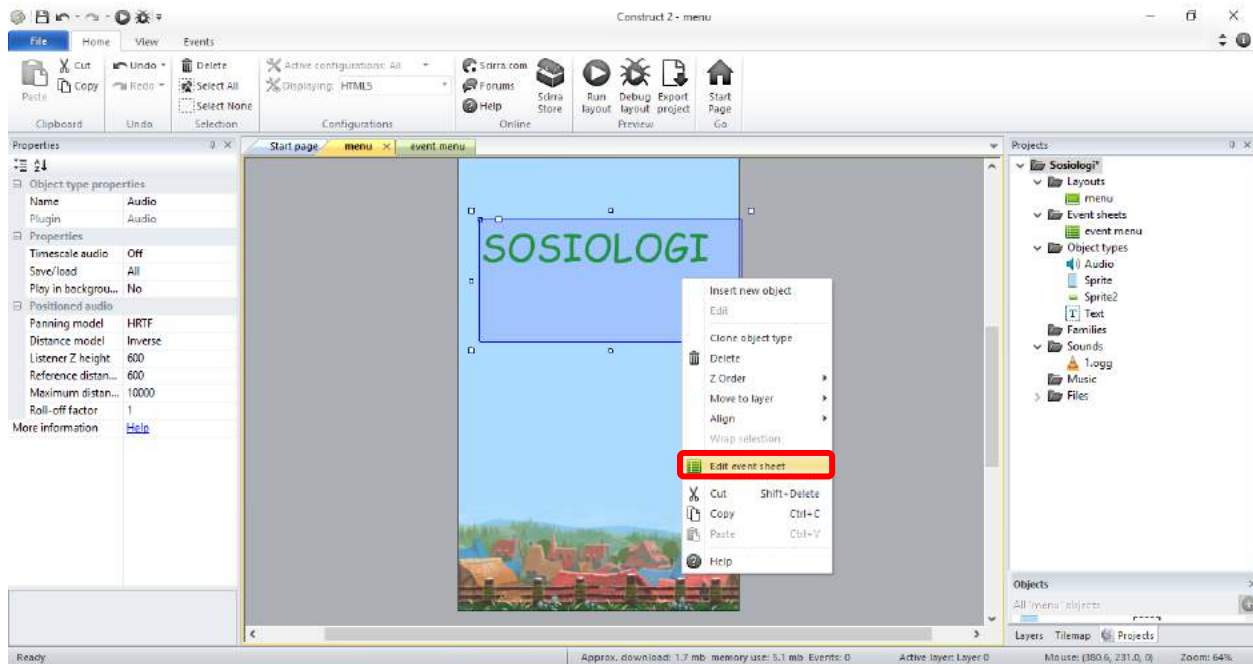 Construct 2 - menu
File Home View Events
Cut
Copy
Paste
Clipboard
Undo
Redo
Undo
Delete
Select All
Select None
Selection
Active configurations: All
Displaying: HTML5
Configurations
Scirra.com
Forums
Help
Scirra Store
Online
Run layout
Debug layout
Export project
Preview
Start Page
Go
Properties
Object type properties
Name Audio
Plugin Audio
Properties
Timescale audio Off
Save/load All
Play in backgrou... No
Positioned audio
Panning model HRTF
Distance model Inverse
Listener Z height 600
Reference distan... 600
Maximum distan... 10000
Roll-off factor 1
More information Help
Start page menu event menu
SOSIOLOGI
Insert new object
Edit
Clone object type
Delete
Z Order
Move to layer
Align
Wrap selection
Edit event sheet
Cut Shift+Delete
Copy Ctrl+C
Paste Ctrl+V
Help
Projects
Sosiologi*
Layouts
menu
Event sheets
event menu
Object types
Audio
Sprite
Sprite2
T Text
Families
Sounds
1.ogg
Music
Files
Objects
All 'menu' objects
Layers Tilemap Projects
Ready
Approx. download: 1.7 mb memory use: 5.1 mb Events: 0 Active layer: Layer 0 Mouse: (380.6, 231.0, 0) Zoom: 64%